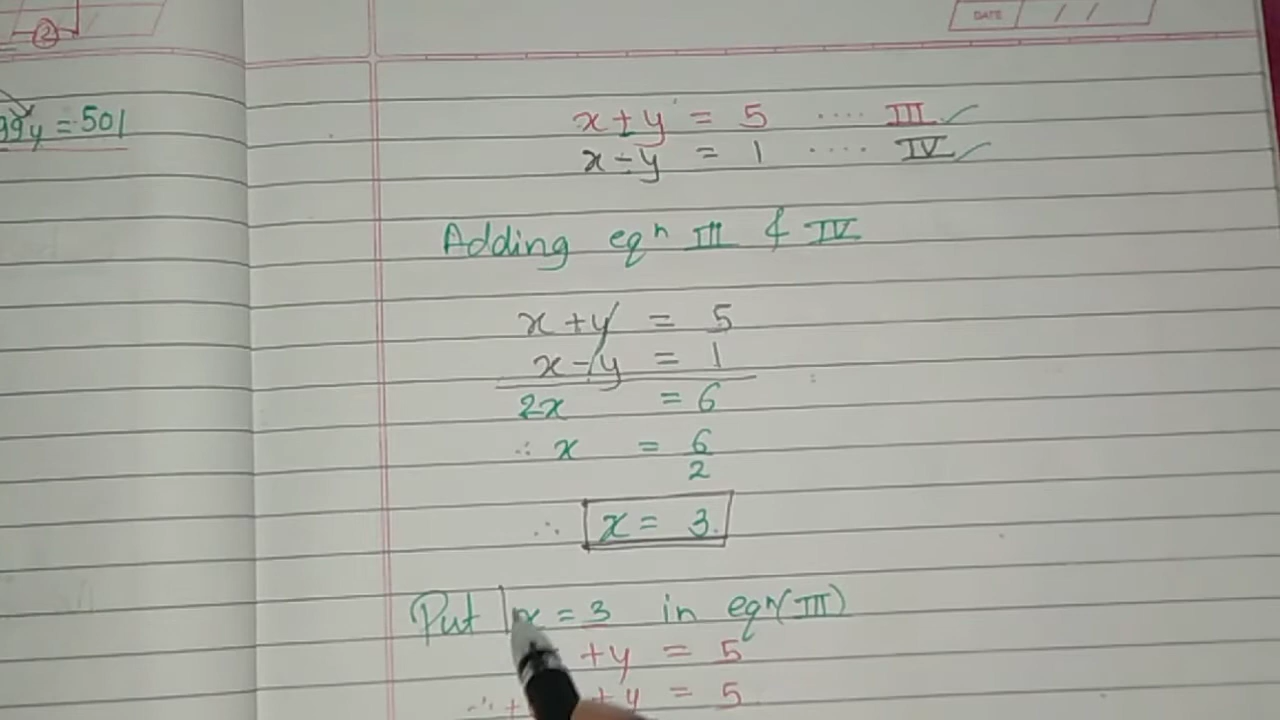 ②
DATE / /
99y = 501
x + y = 5 .... III ✓
x - y = 1 .... IV ✓
Adding eqn III & IV
x + y = 5
x - y = 1
2x = 6
∴ x = 6/2
∴ x = 3.
Put x = 3 in eqn (III)
+ y = 5
+ y = 5